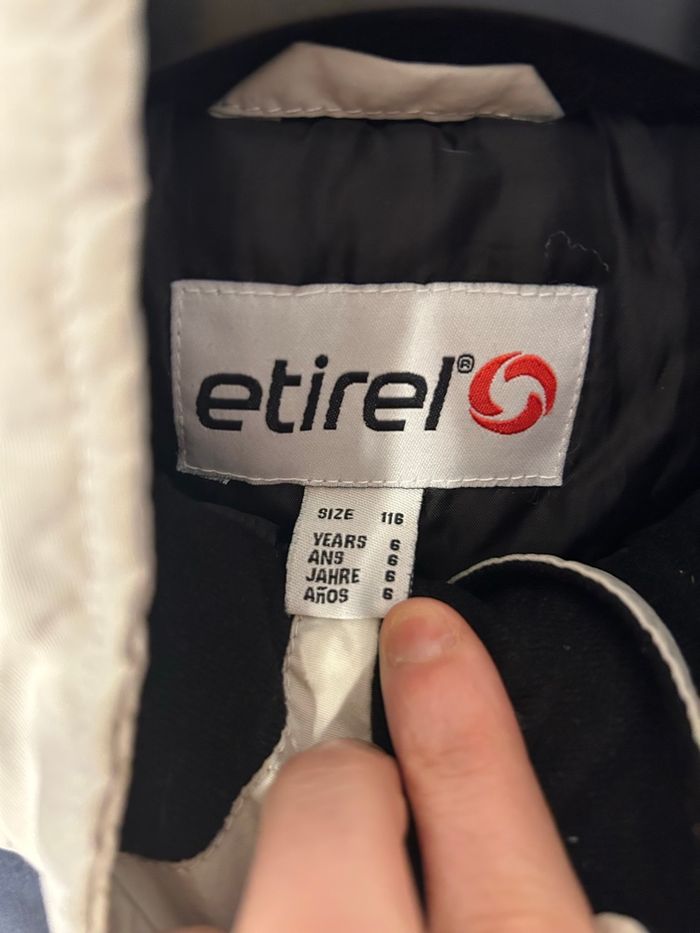 etirel®
SIZE 116
YEARS 6
ANS 6
JAHRE 6
AÑOS 6